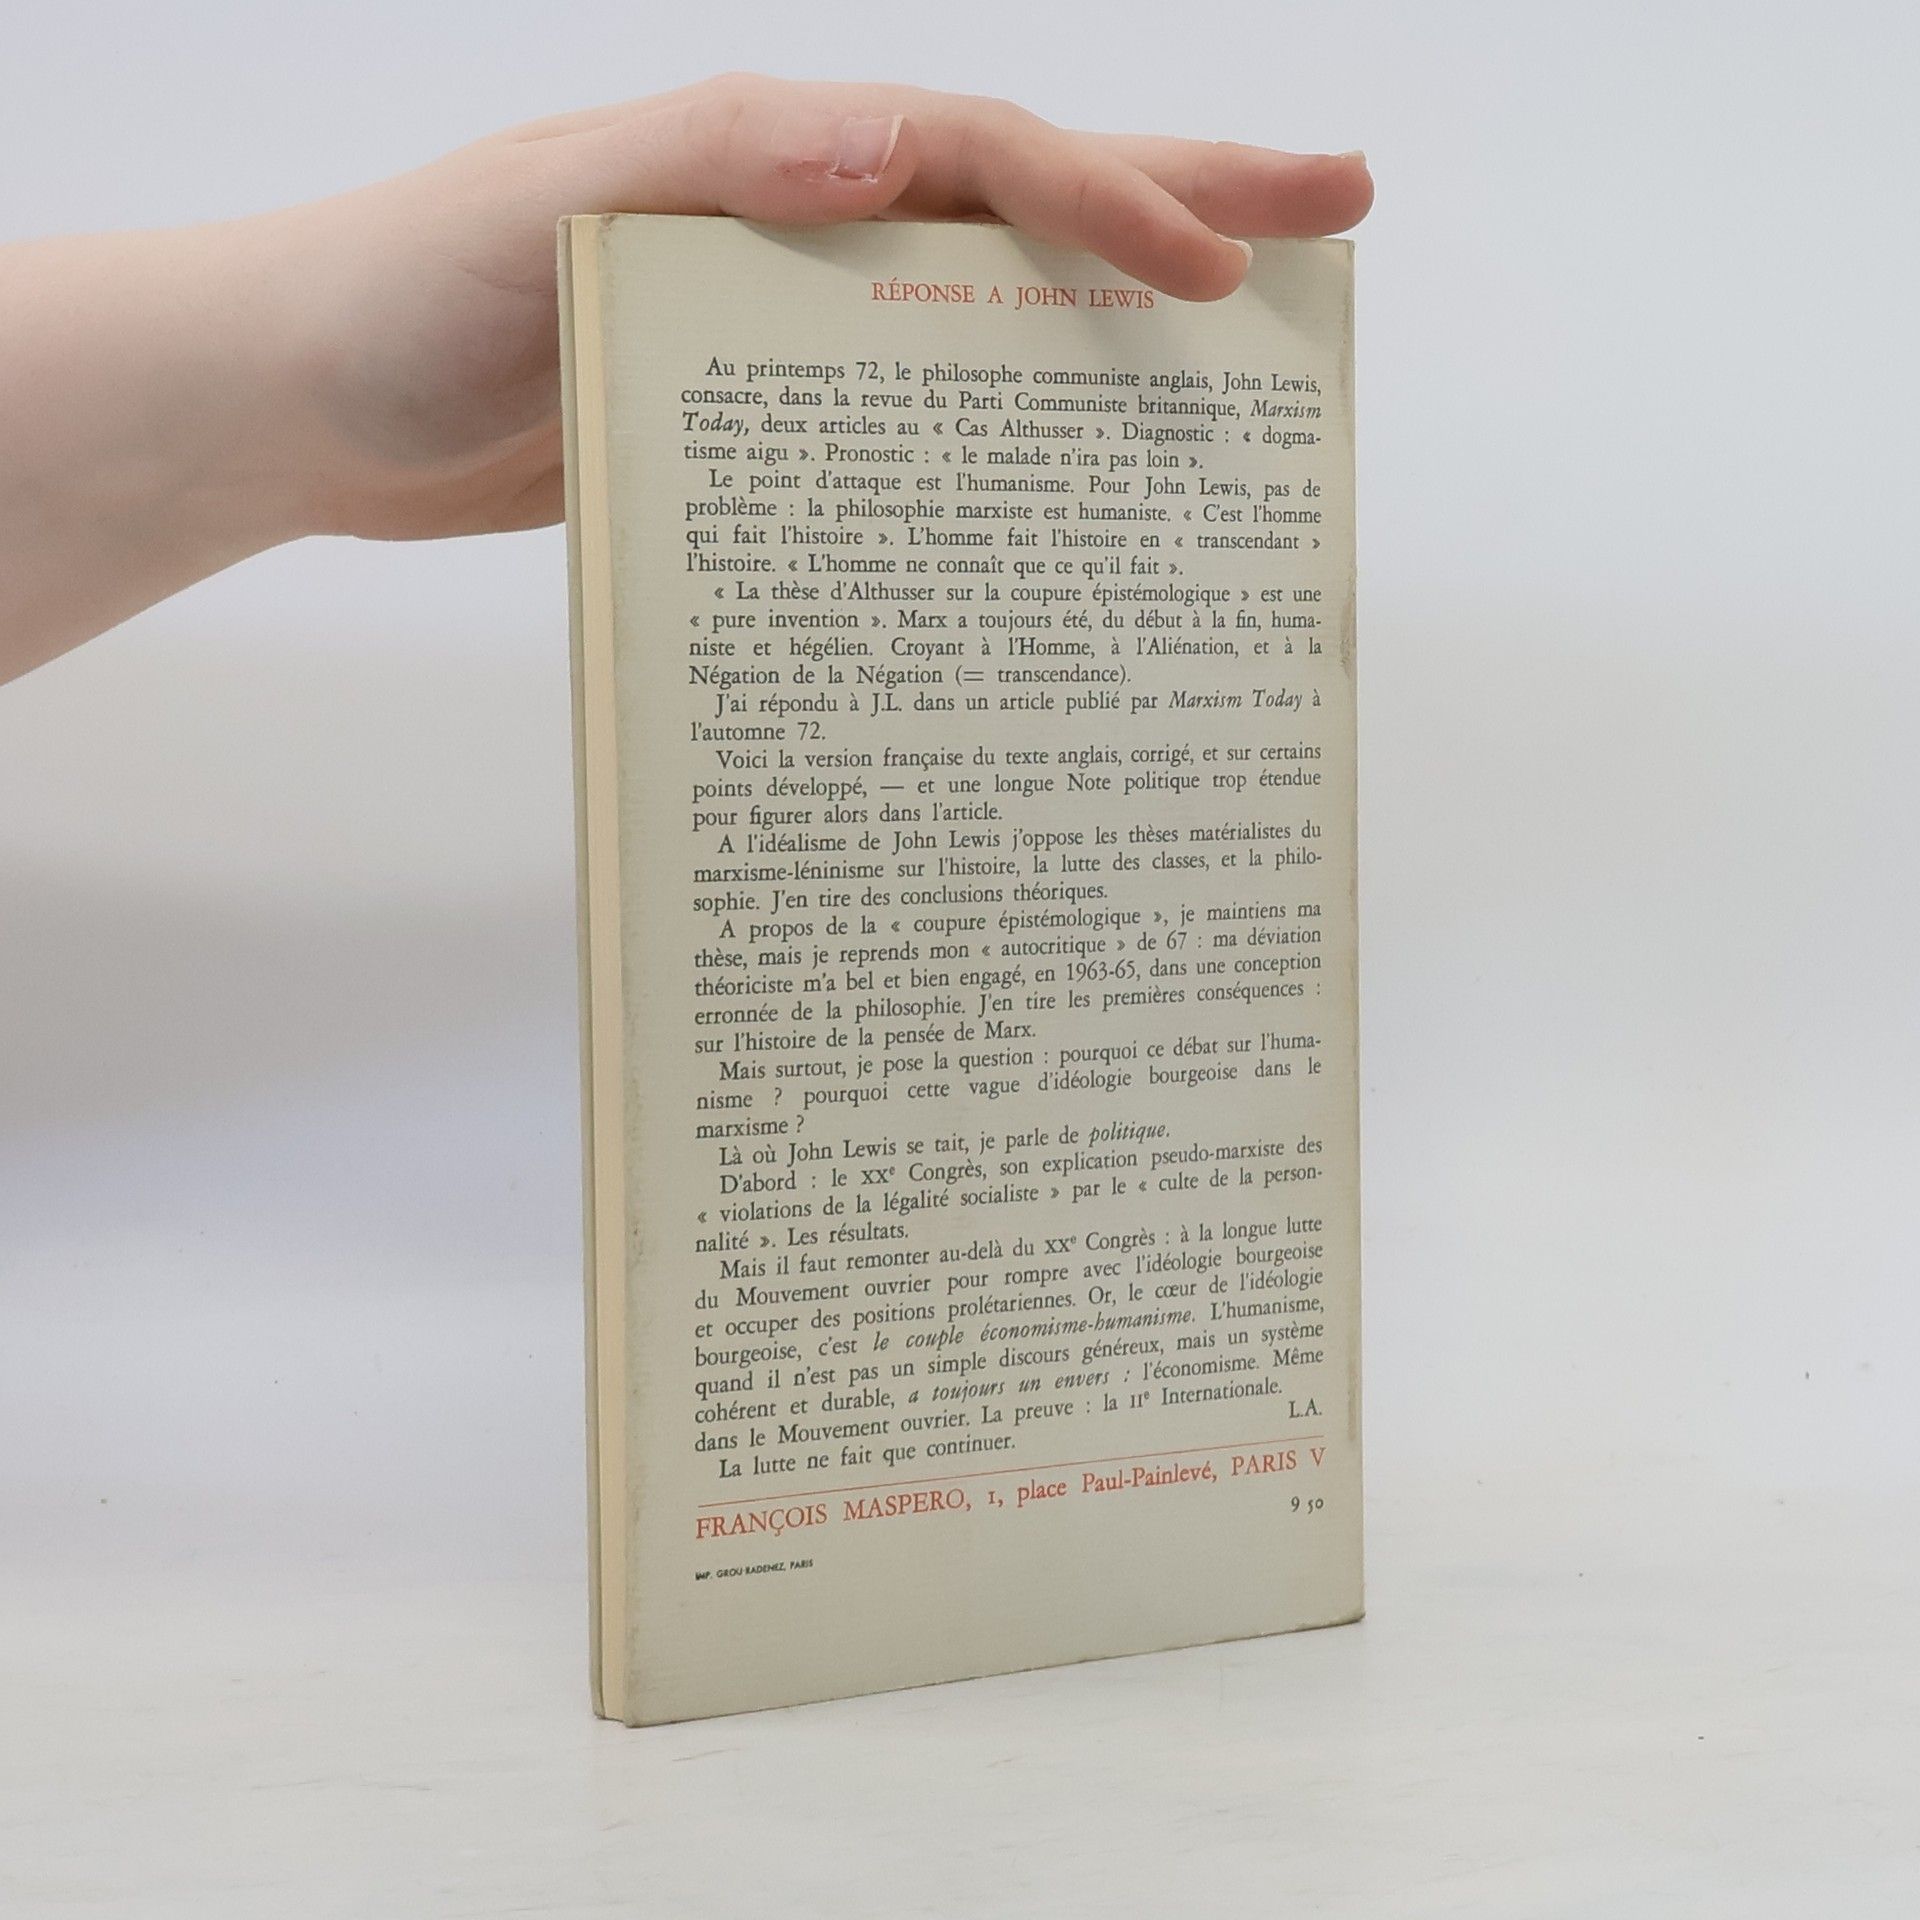 RÉPONSE A JOHN LEWIS
Au printemps 72, le philosophe communiste anglais, John Lewis,
consacre, dans la revue du Parti Communiste britannique, Marxism
Today, deux articles au « Cas Althusser ». Diagnostic : « dogma-
tisme aigu ». Pronostic : « le malade n'ira pas loin ».
Le point d'attaque est l'humanisme. Pour John Lewis, pas de
problème : la philosophie marxiste est humaniste. « C'est l'homme
qui fait l'histoire ». L'homme fait l'histoire en « transcendant »
l'histoire. « L'homme ne connaît que ce qu'il fait ».
« La thèse d'Althusser sur la coupure épistémologique » est une
« pure invention ». Marx a toujours été, du début à la fin, huma-
niste et hégélien. Croyant à l'Homme, à l'Aliénation, et à la
Négation de la Négation (= transcendance).
J'ai répondu à J.L. dans un article publié par Marxism Today à
l'automne 72.
Voici la version française du texte anglais, corrigé, et sur certains
points développé, — et une longue Note politique trop étendue
pour figurer alors dans l'article.
A l'idéalisme de John Lewis j'oppose les thèses matérialistes du
marxisme-léninisme sur l'histoire, la lutte des classes, et la philo-
sophie. J'en tire des conclusions théoriques.
A propos de la « coupure épistémologique », je maintiens ma
thèse, mais je reprends mon « autocritique » de 67 : ma déviation
théoriciste m'a bel et bien engagé, en 1963-65, dans une conception
erronnée de la philosophie. J'en tire les premières conséquences :
sur l'histoire de la pensée de Marx.
Mais surtout, je pose la question : pourquoi ce débat sur l'huma-
nisme ? pourquoi cette vague d'idéologie bourgeoise dans le
marxisme ?
Là où John Lewis se tait, je parle de politique.
D'abord : le XXe Congrès, son explication pseudo-marxiste des
« violations de la légalité socialiste » par le « culte de la person-
nalité ». Les résultats.
Mais il faut remonter au-delà du XXe Congrès : à la longue lutte
du Mouvement ouvrier pour rompre avec l'idéologie bourgeoise
et occuper des positions prolétariennes. Or, le cœur de l'idéologie
bourgeoise, c'est le couple économisme-humanisme. L'humanisme,
quand il n'est pas un simple discours généreux, mais un système
cohérent et durable, a toujours un envers : l'économisme. Même
dans le Mouvement ouvrier. La preuve : la IIe Internationale.
La lutte ne fait que continuer.
L.A.
FRANÇOIS MASPERO, 1, place Paul-Painlevé, PARIS V
9 50
IMP. GROU-RADENEZ, PARIS